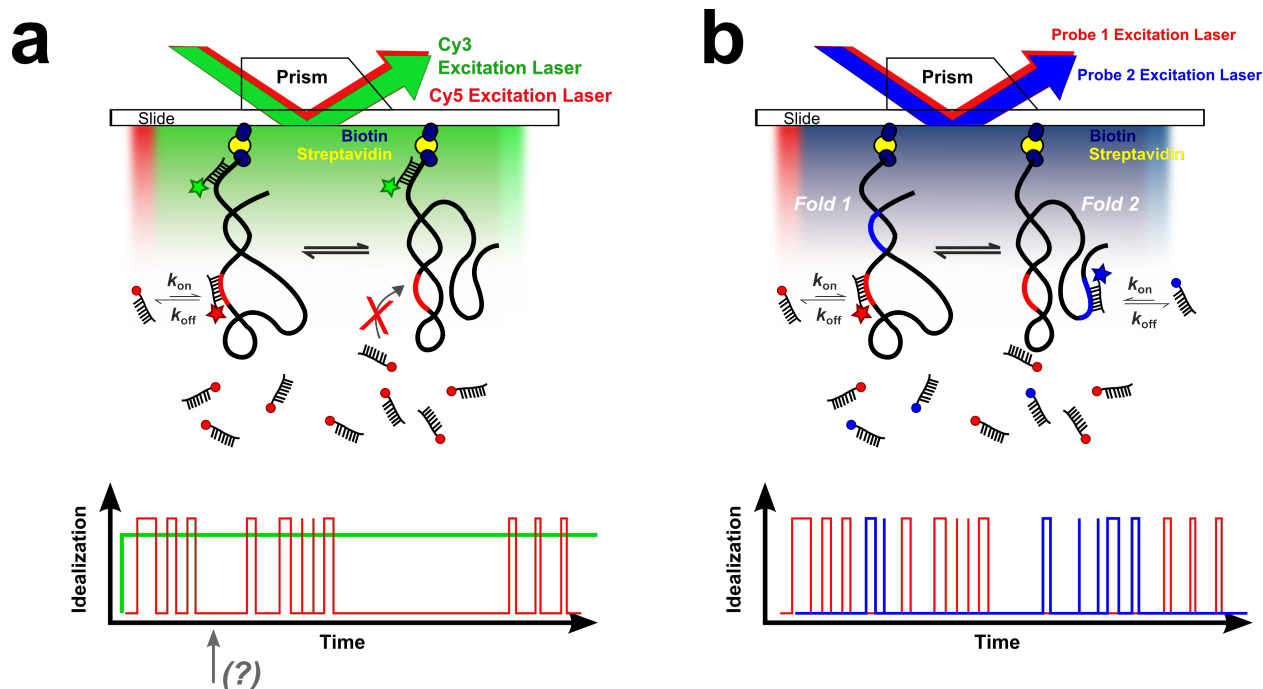 a
Cy3
Excitation Laser
Cy5 Excitation Laser
Prism
Slide
Biotin
Streptavidin
kon
koff
X
Idealization
Time
(?)
b
Probe 1 Excitation Laser
Probe 2 Excitation Laser
Prism
Slide
Biotin
Streptavidin
Fold 1
Fold 2
kon
koff
kon
koff
Idealization
Time